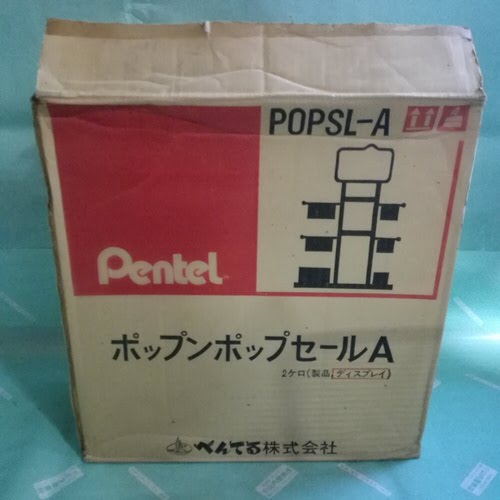 POPSL-A
Pentel
ポップンポップセールA
2ケ口(製品 ディスプレイ)
ぺんてる株式会社